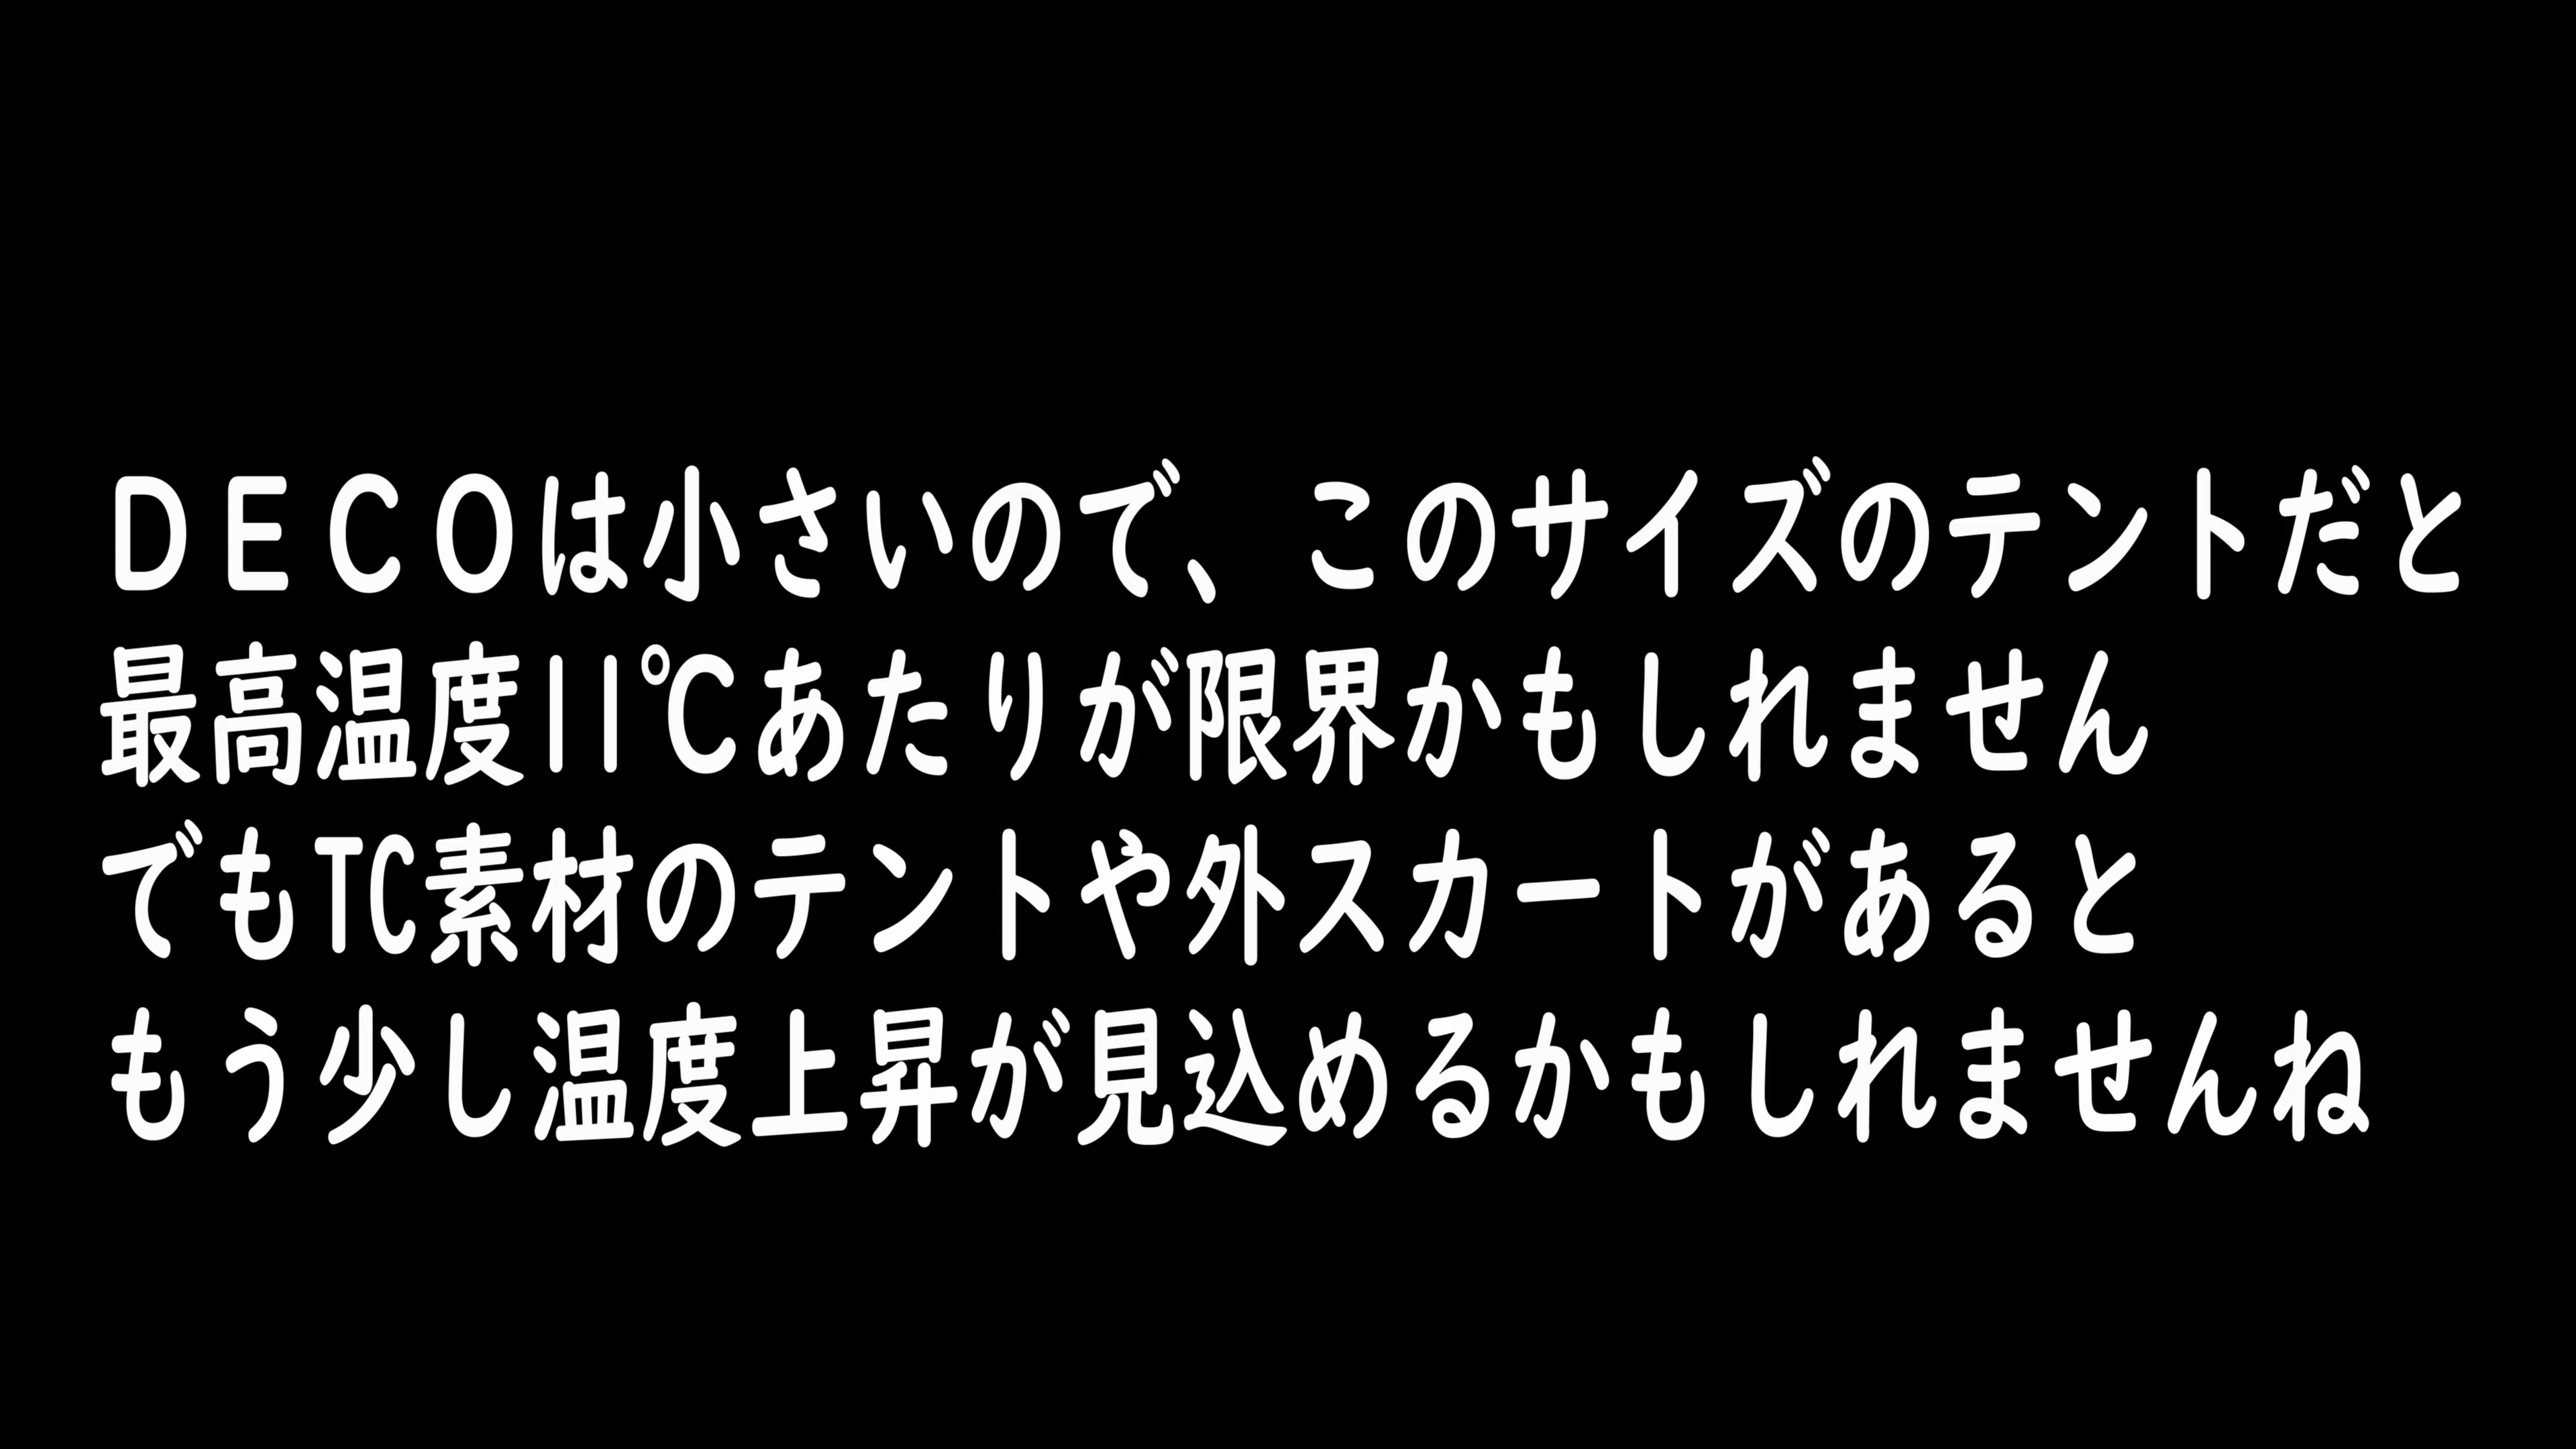 ＤＥＣＯは小さいので、このサイズのテントだと
最高温度11℃あたりが限界かもしれません
でもTC素材のテントや外スカートがあると
もう少し温度上昇が見込めるかもしれませんね